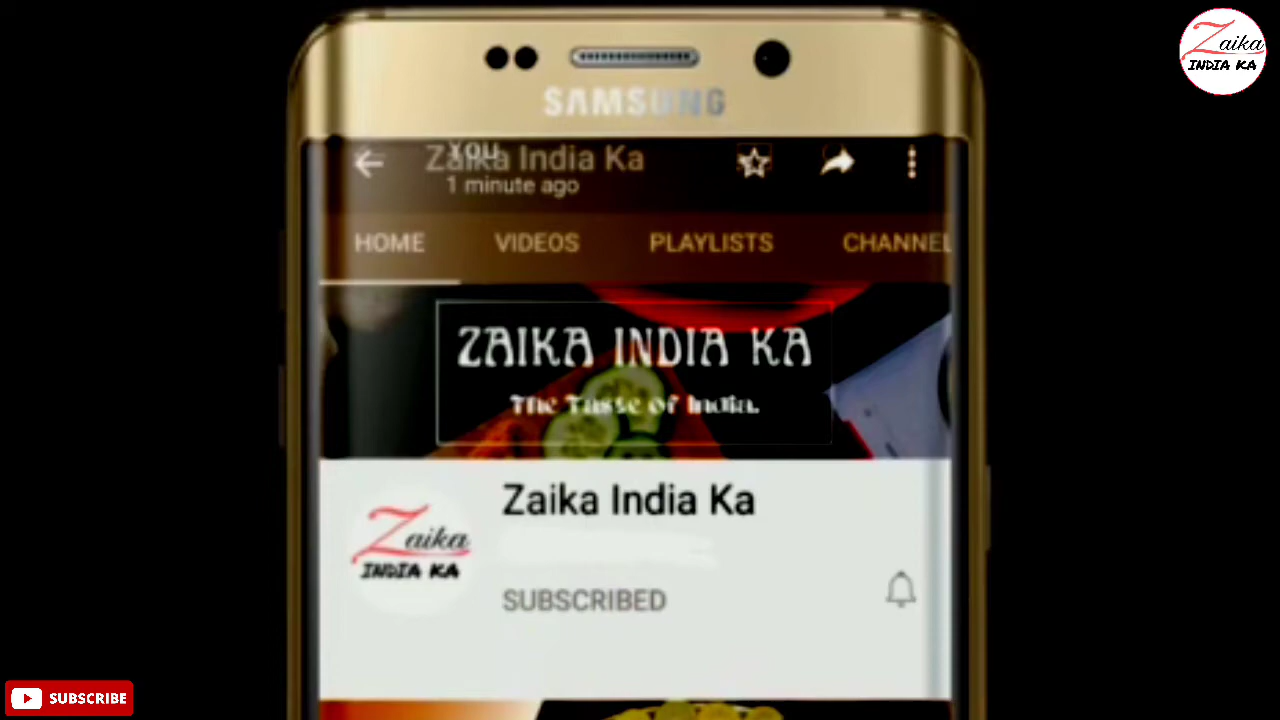 Zaika
INDIA KA
SAMSUNG
YOU
Zaika India Ka
1 minute ago
HOME VIDEOS PLAYLISTS CHANNEL
ZAIKA INDIA KA
The Taste of India.
Zaika India Ka
Zaika
INDIA KA
SUBSCRIBED
SUBSCRIBE